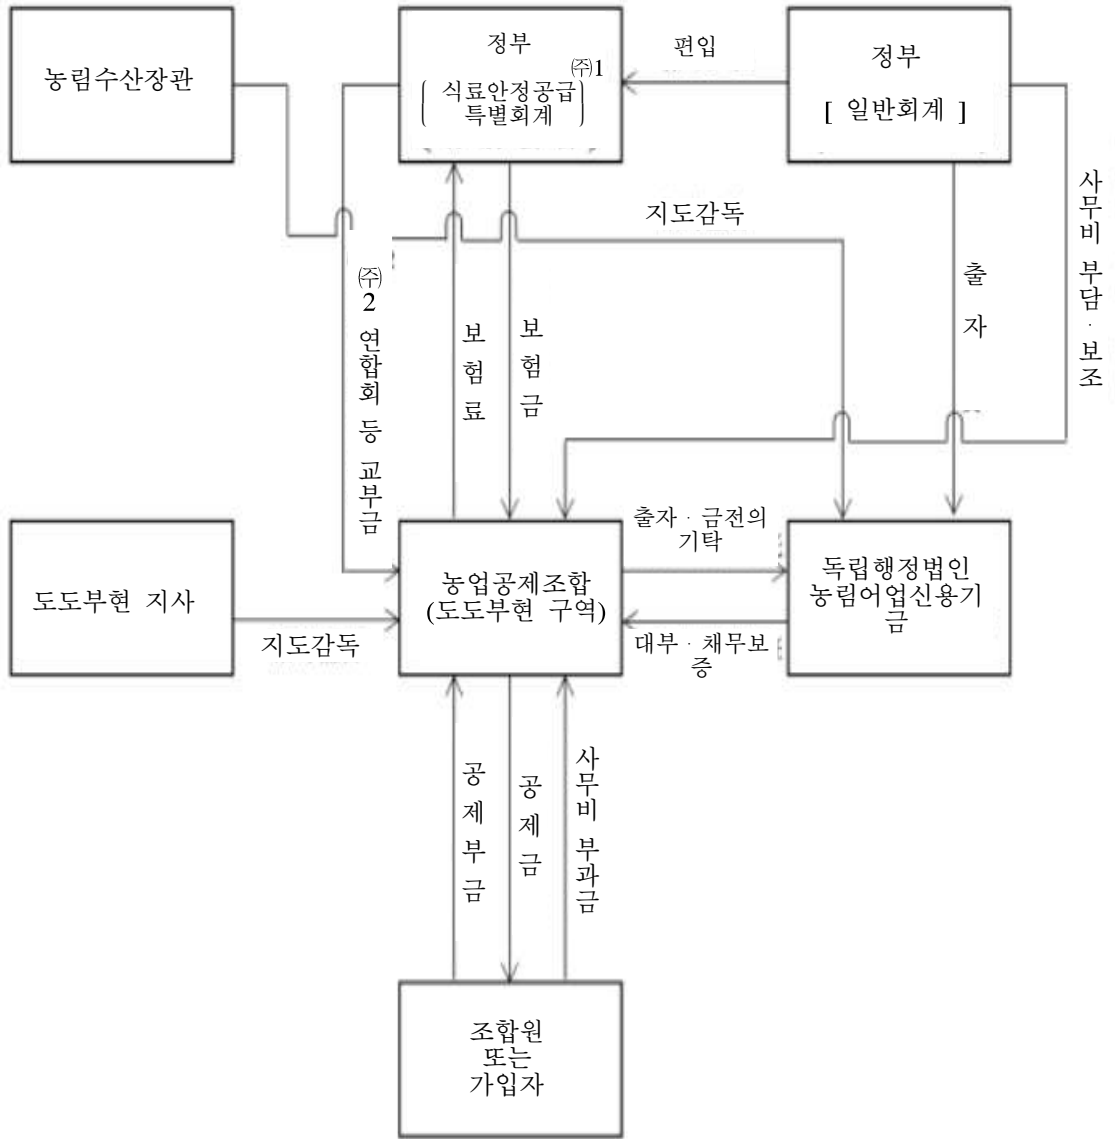 농림수산장관
정부
㈜1
식료안정공급
특별회계
편입
정부
[ 일반회계 ]
사무비 부담·보조
지도감독
출자
㈜2 연합회 등 교부금
보험료
보험금
도도부현 지사
지도감독
농업공제조합
(도도부현 구역)
출자·금전의
기탁
대부·채무보
증
독립행정법인
농림어업신용기
금
공제부금
공제금
사무비 부과금
조합원
또는
가입자